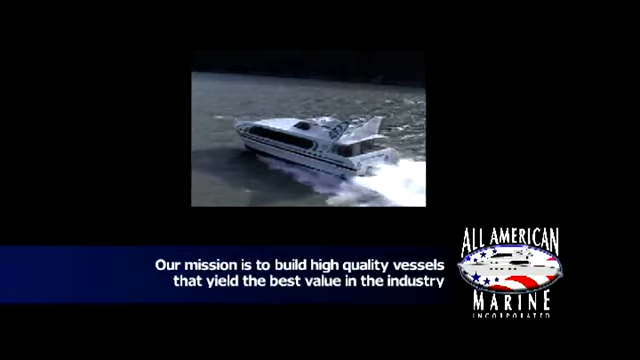 Our mission is to build high quality vessels
that yield the best value in the industry
ALL AMERICAN
MARINE
INCORPORATED